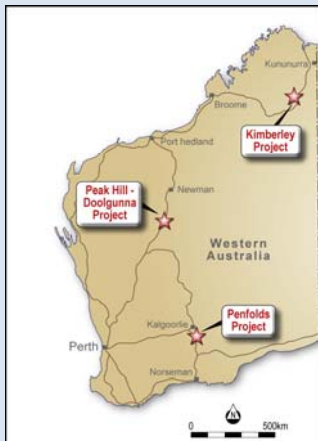 Kununurra
Broome
Kimberley
Project
Port hedland
Peak Hill -
Doolgunna
Project
Newman
Western
Australia
Penfolds
Project
Kalgoorlie
Perth
Norseman
N
0 500km